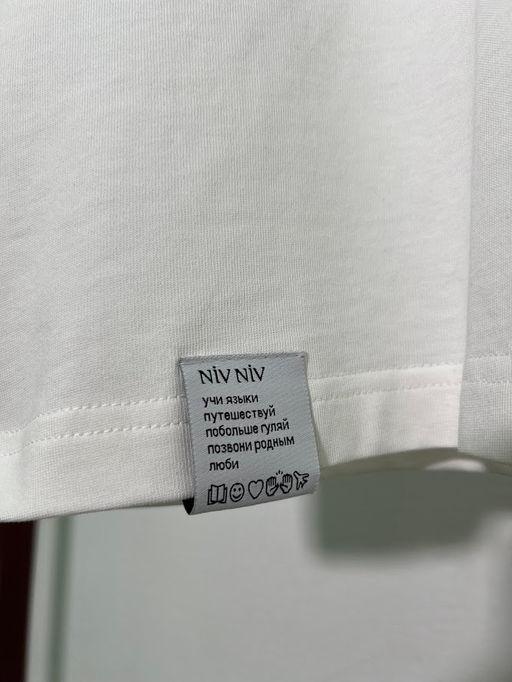 NiV NiV
учи языки
путешествуй
побольше гуляй
позвони родным
люби